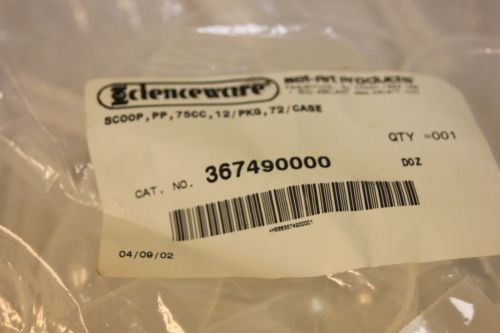 Scienceware
Bel-Art Products
SCOOP,PP,75CC,12/PKG,72/CASE
QTY =001
CAT. NO. 367490000
DOZ
04/09/02